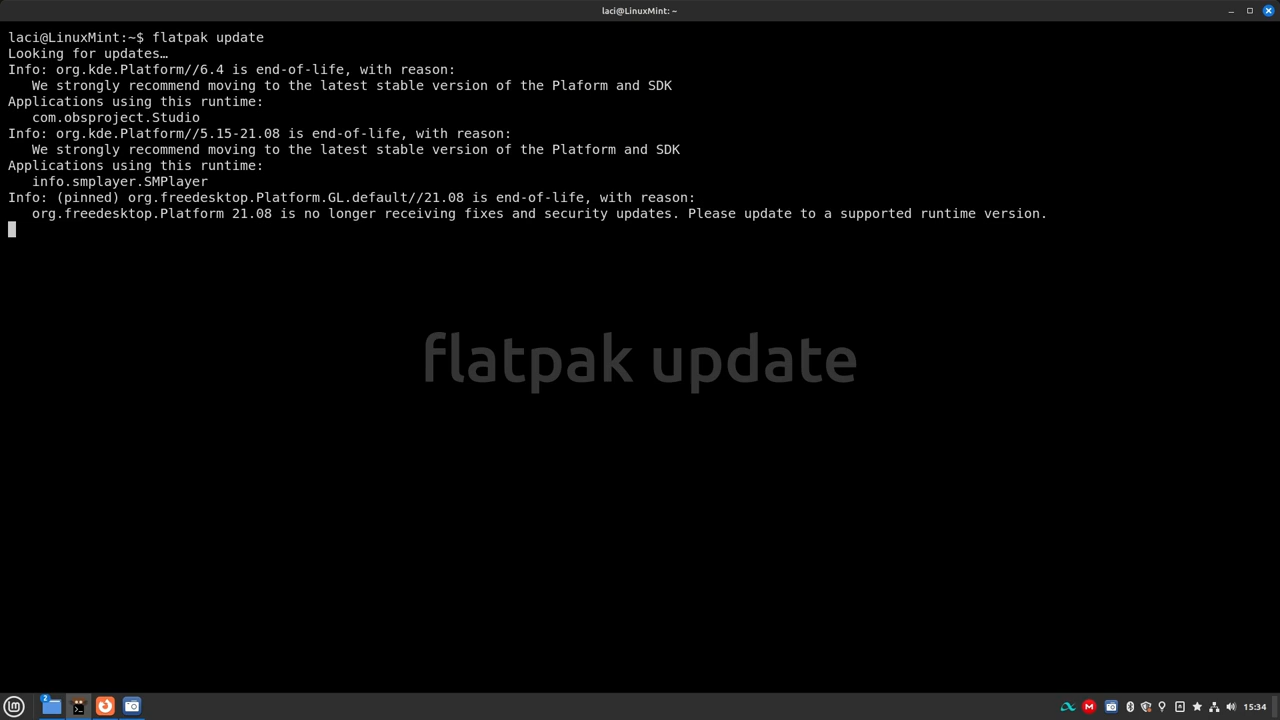 laci@LinuxMint: ~
laci@LinuxMint:~$ flatpak update
Looking for updates…
Info: org.kde.Platform//6.4 is end-of-life, with reason:
   We strongly recommend moving to the latest stable version of the Plaform and SDK
Applications using this runtime:
   com.obsproject.Studio
Info: org.kde.Platform//5.15-21.08 is end-of-life, with reason:
   We strongly recommend moving to the latest stable version of the Platform and SDK
Applications using this runtime:
   info.smplayer.SMPlayer
Info: (pinned) org.freedesktop.Platform.GL.default//21.08 is end-of-life, with reason:
   org.freedesktop.Platform 21.08 is no longer receiving fixes and security updates. Please update to a supported runtime version.
flatpak update
2
15:34